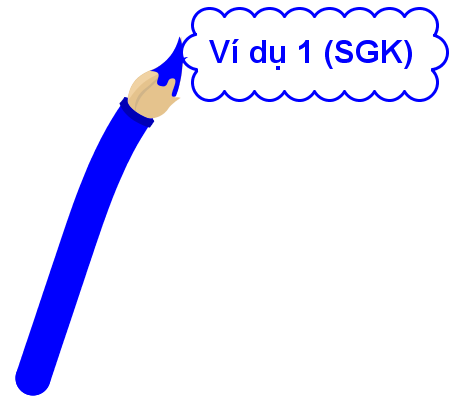 Ví dụ 1 (SGK)